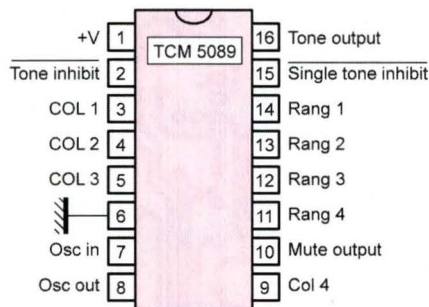 TCM 5089
+V 1 16 Tone output
Tone inhibit 2 15 Single tone inhibit
COL 1 3 14 Rang 1
COL 2 4 13 Rang 2
COL 3 5 12 Rang 3
6 11 Rang 4
Osc in 7 10 Mute output
Osc out 8 9 Col 4